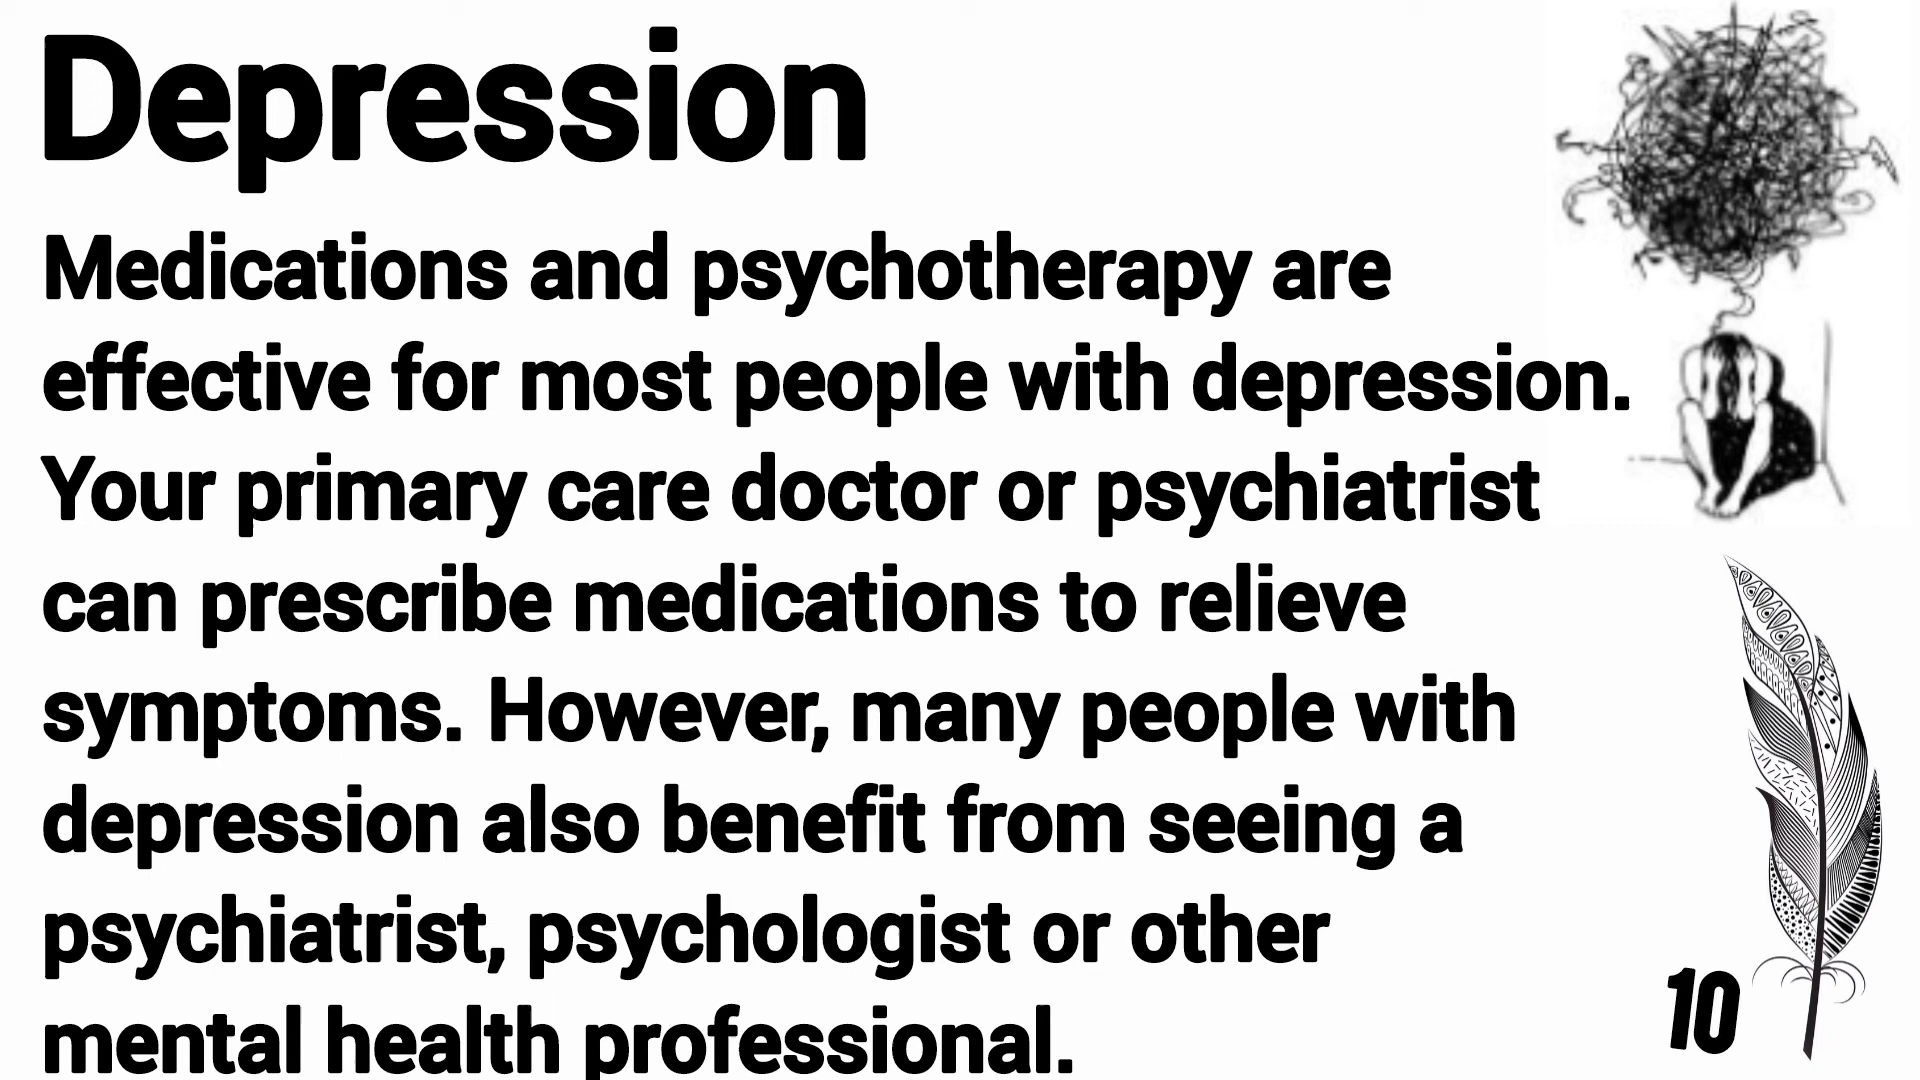 Depression
Medications and psychotherapy are
effective for most people with depression.
Your primary care doctor or psychiatrist
can prescribe medications to relieve
symptoms. However, many people with
depression also benefit from seeing a
psychiatrist, psychologist or other
mental health professional.
10